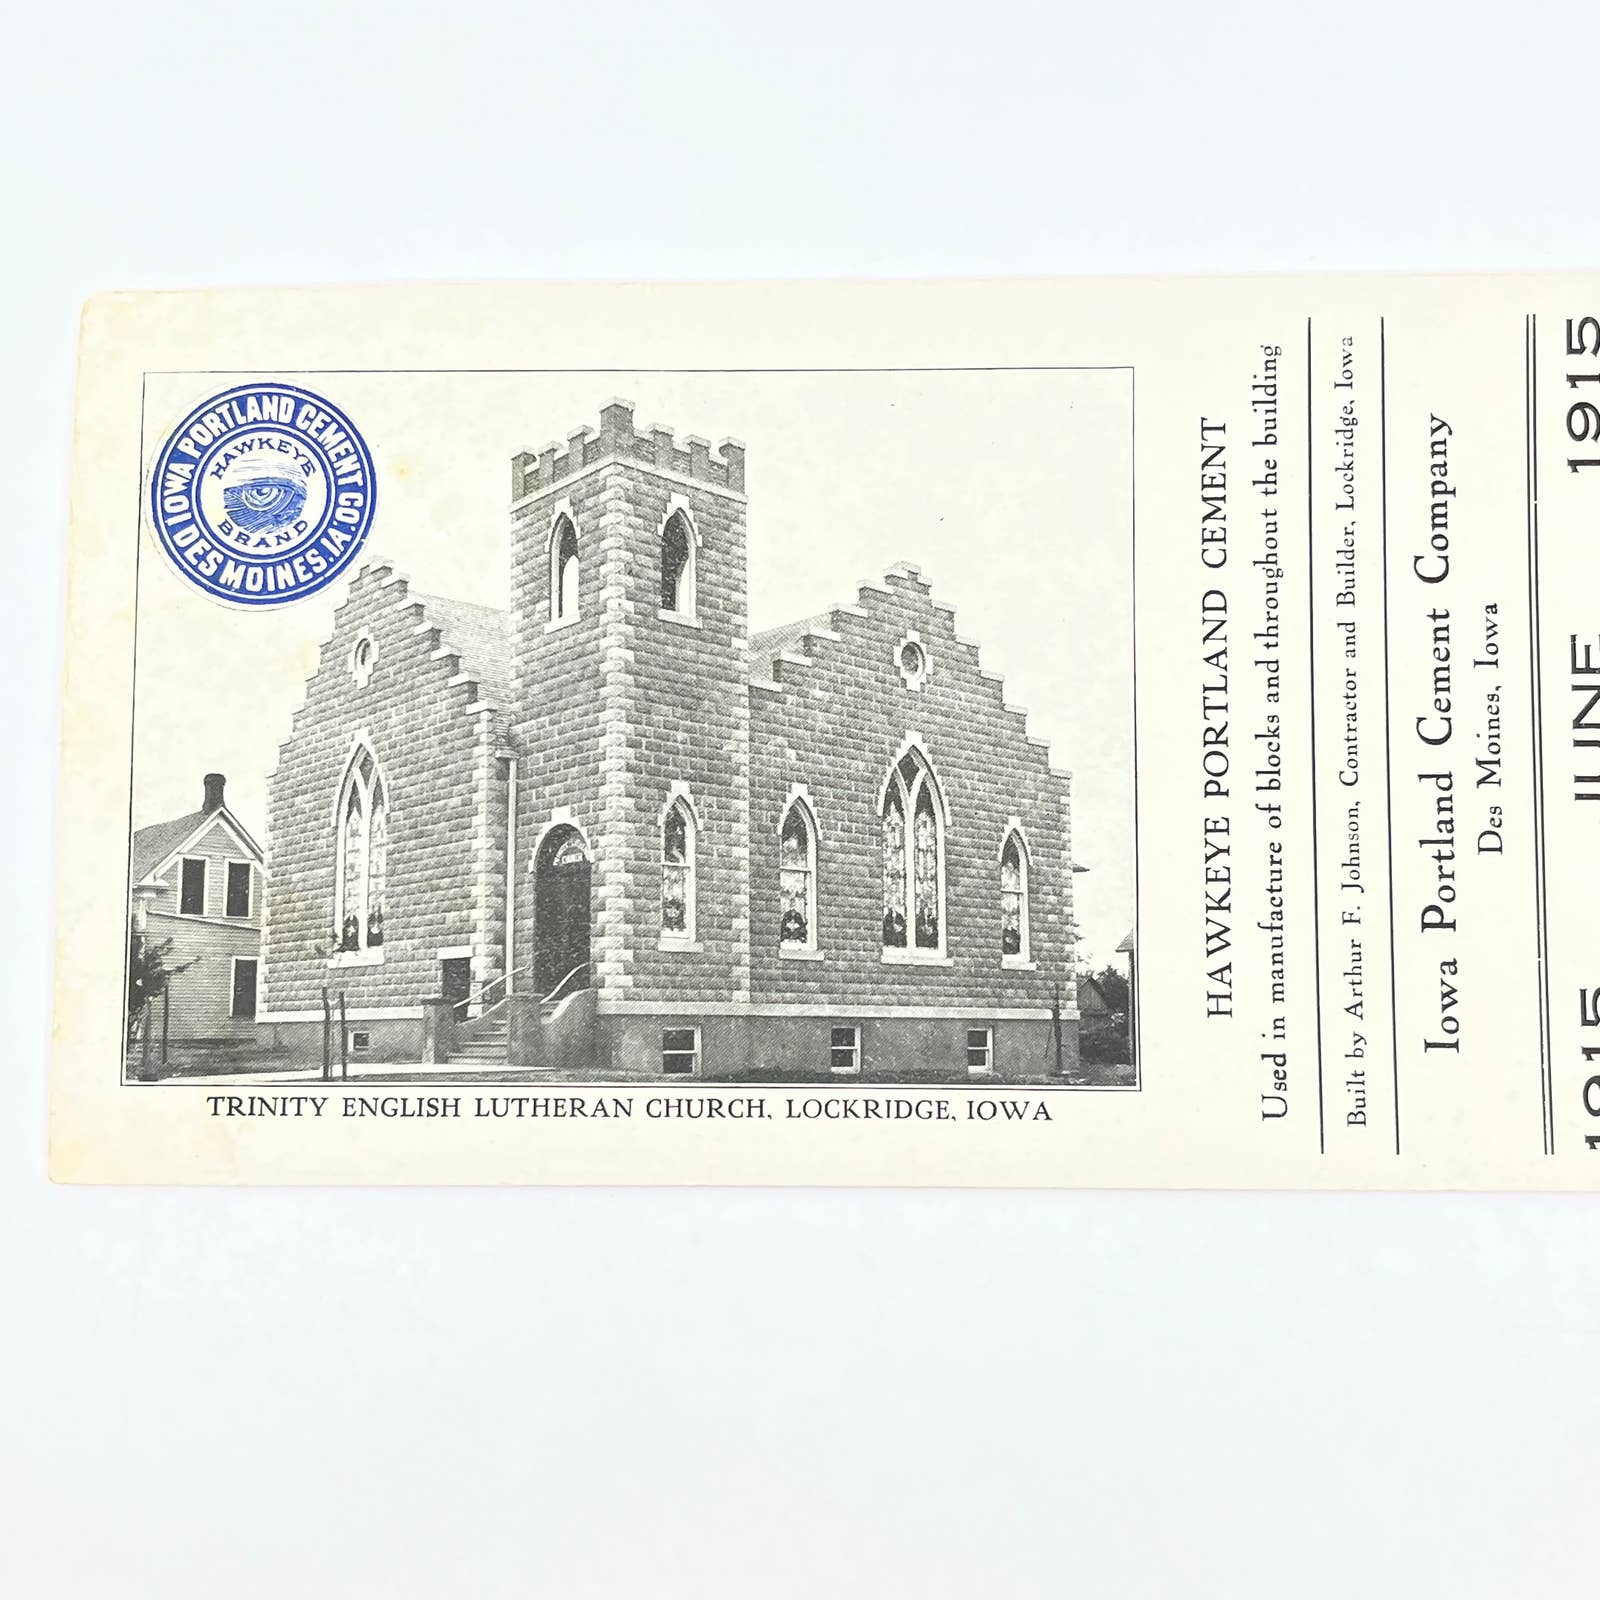 IOWA PORTLAND CEMENT CO.
DES MOINES, IA.
HAWKEYE
BRAND
TRINITY ENGLISH LUTHERAN CHURCH, LOCKRIDGE, IOWA
HAWKEYE PORTLAND CEMENT
Used in manufacture of blocks and throughout the building
Built by Arthur F. Johnson, Contractor and Builder, Lockridge, Iowa
Iowa Portland Cement Company
Des Moines, Iowa
1915 JUNE 1915